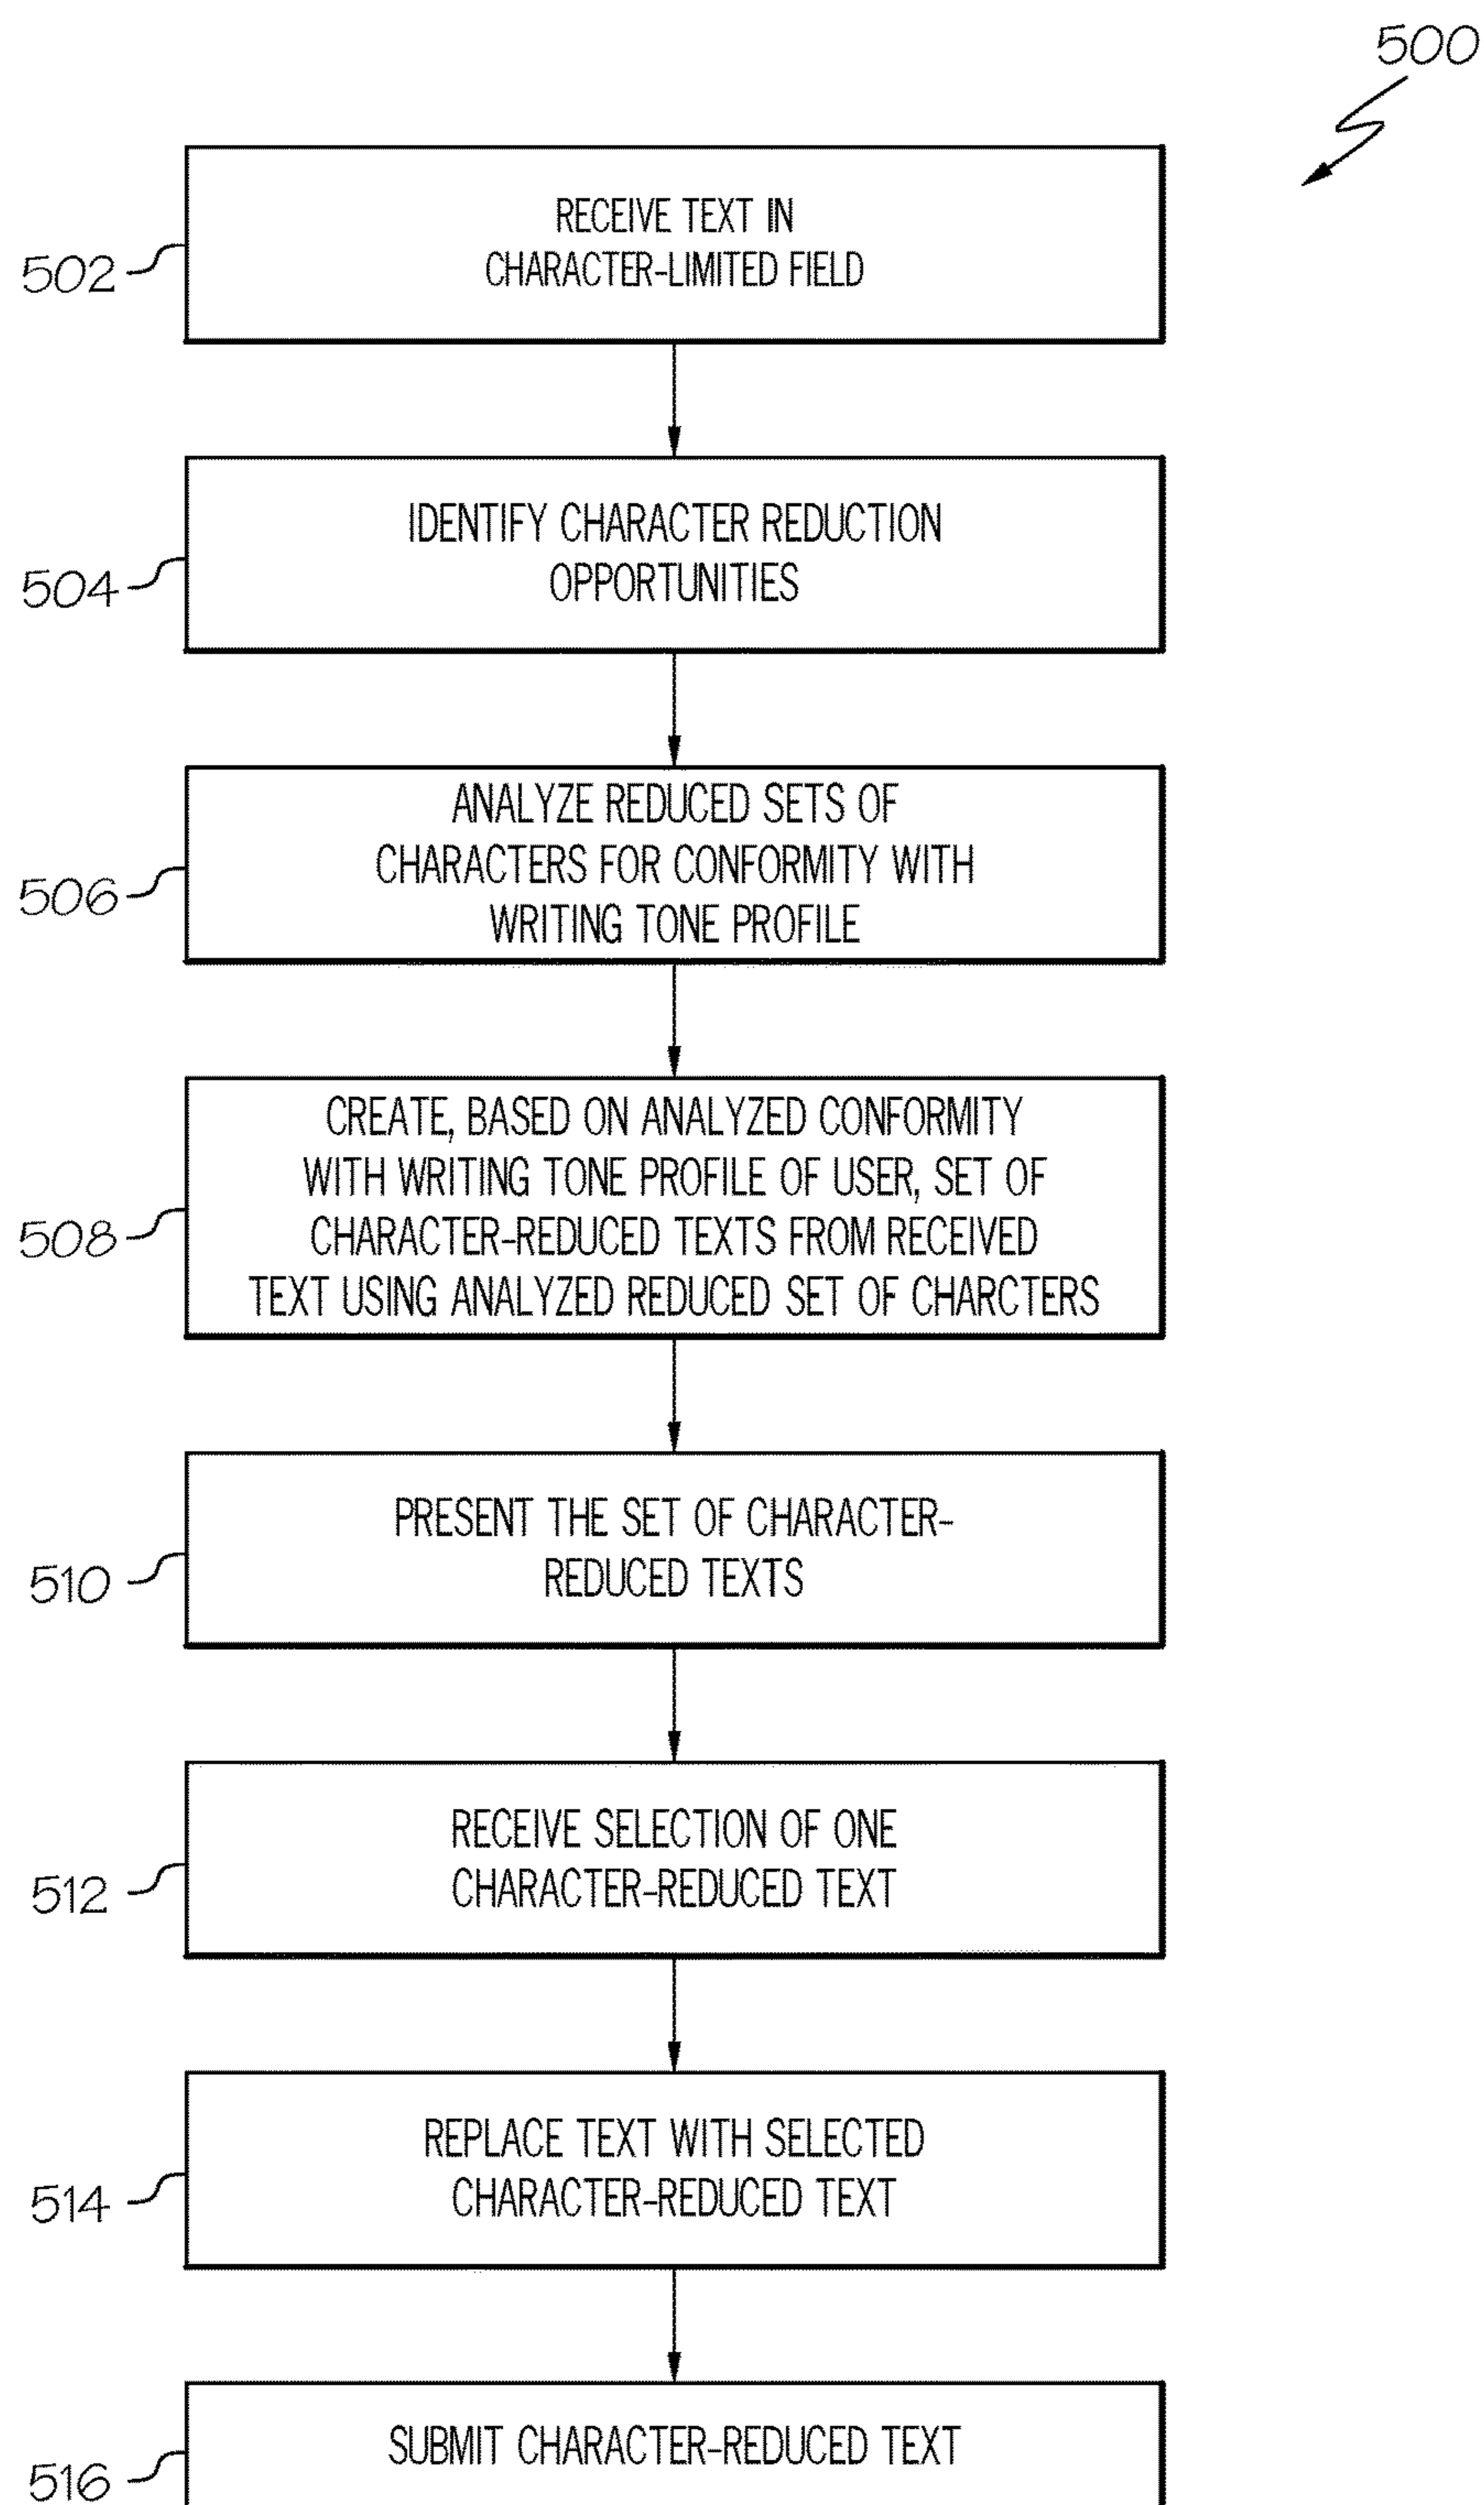 500
RECEIVE TEXT IN
CHARACTER-LIMITED FIELD
502
IDENTIFY CHARACTER REDUCTION
OPPORTUNITIES
504
ANALYZE REDUCED SETS OF
CHARACTERS FOR CONFORMITY WITH
WRITING TONE PROFILE
506
CREATE, BASED ON ANALYZED CONFORMITY
WITH WRITING TONE PROFILE OF USER, SET OF
CHARACTER-REDUCED TEXTS FROM RECEIVED
TEXT USING ANALYZED REDUCED SET OF CHARCTERS
508
PRESENT THE SET OF CHARACTER-
REDUCED TEXTS
510
RECEIVE SELECTION OF ONE
CHARACTER-REDUCED TEXT
512
REPLACE TEXT WITH SELECTED
CHARACTER-REDUCED TEXT
514
SUBMIT CHARACTER-REDUCED TEXT
516